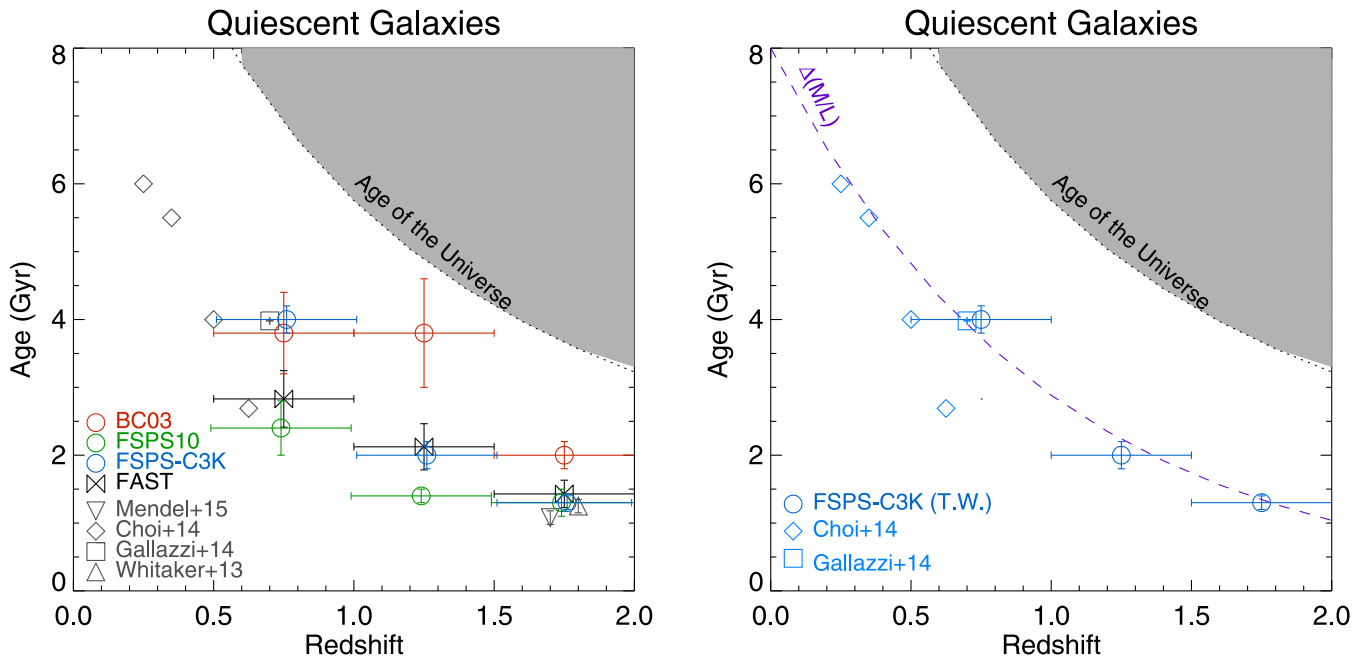 Quiescent Galaxies
8
6
4
2
0
Age (Gyr)
Age of the Universe
BC03
FSPS10
FSPS-C3K
FAST
Mendel+15
Choi+14
Gallazzi+14
Whitaker+13
0.0 0.5 1.0 1.5 2.0
Redshift
Quiescent Galaxies
8
6
4
2
0
Age (Gyr)
Δ(M/L)
Age of the Universe
FSPS-C3K (T.W.)
Choi+14
Gallazzi+14
0.0 0.5 1.0 1.5 2.0
Redshift